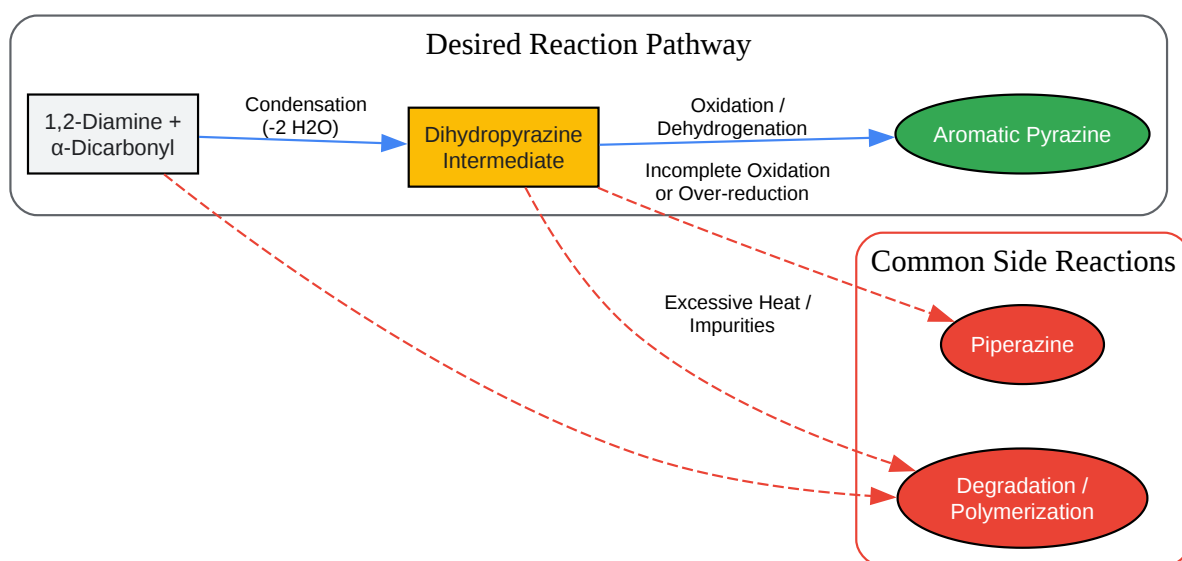 Desired Reaction Pathway
1,2-Diamine +
α-Dicarbonyl
Condensation
(-2 H2O)
Dihydropyrazine
Intermediate
Oxidation /
Dehydrogenation
Aromatic Pyrazine
Incomplete Oxidation
or Over-reduction
Common Side Reactions
Excessive Heat /
Impurities
Piperazine
Degradation /
Polymerization